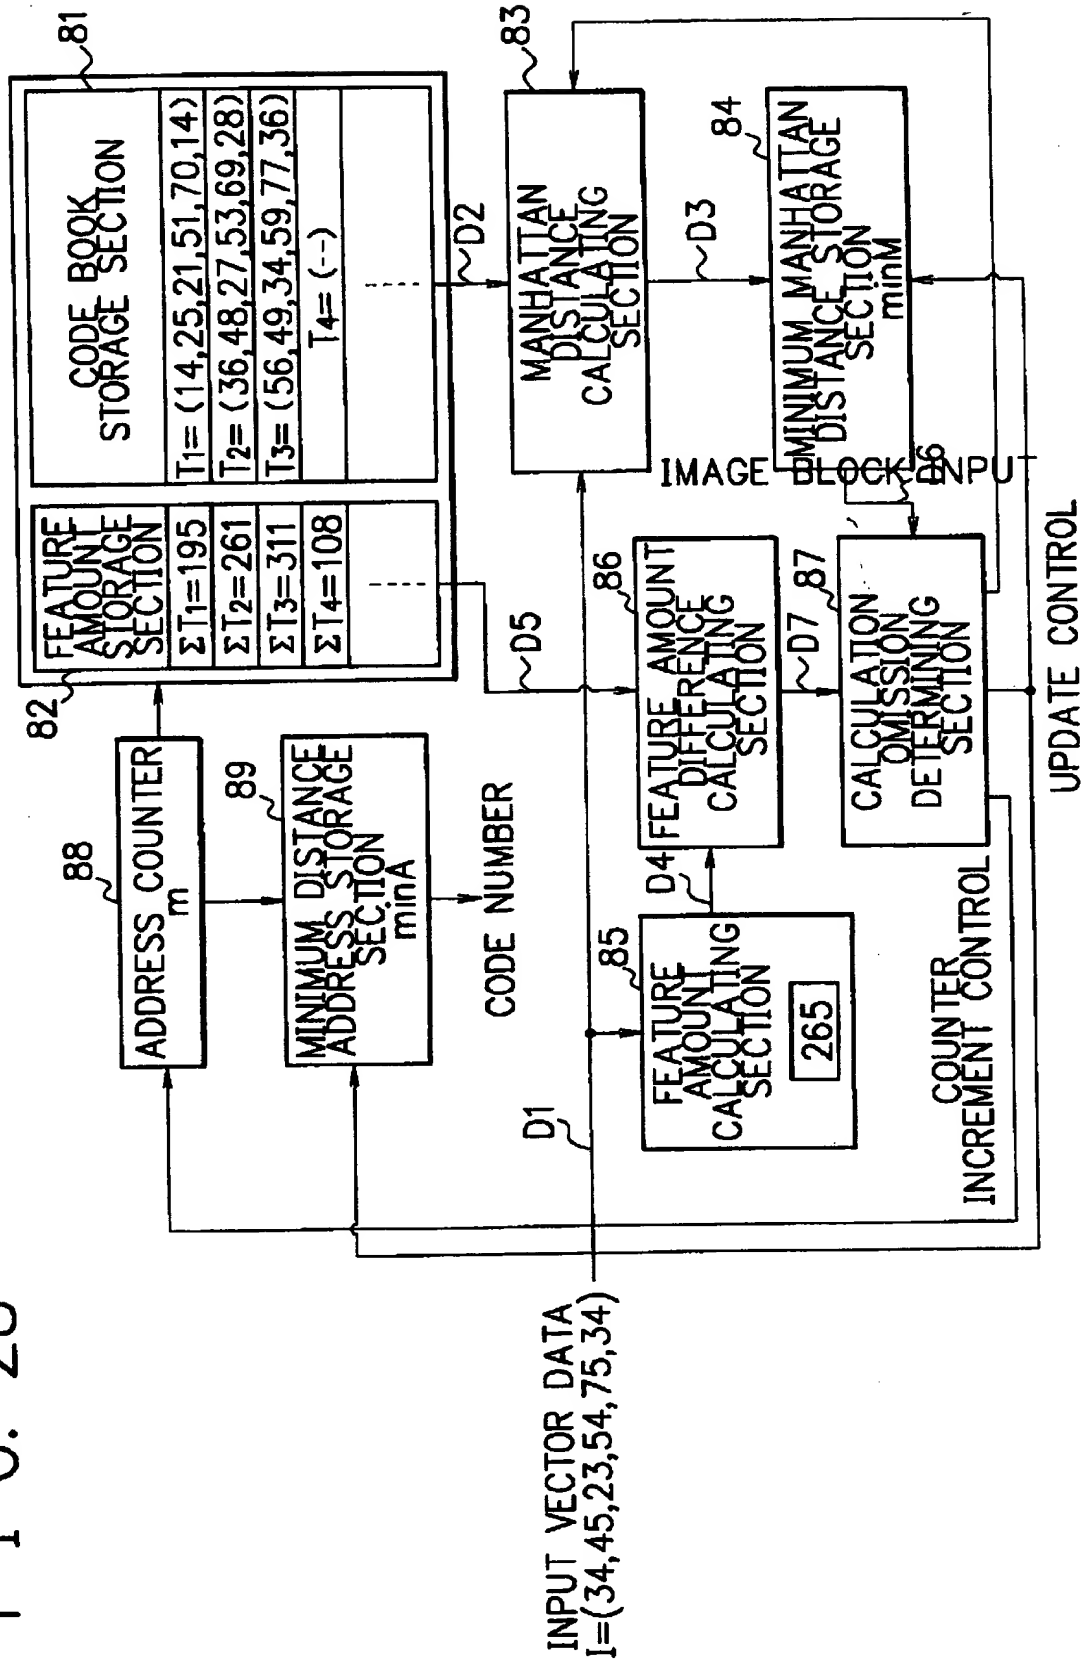 F I G. 28
88
ADDRESS COUNTER
m
82
FEATURE
AMOUNT
STORAGE
SECTION
ΣT1=195
ΣT2=261
ΣT3=311
ΣT4=108
81
CODE BOOK
STORAGE SECTION
T1=(14,25,21,51,70,14)
T2=(36,48,27,53,69,28)
T3=(56,49,34,59,77,36)
T4=(--)
89
MINIMUM DISTANCE
ADDRESS STORAGE
SECTION
minA
CODE NUMBER
D5
D2
83
MANHATTAN
DISTANCE
CALCULATING
SECTION
D1
INPUT VECTOR DATA
I=(34,45,23,54,75,34)
85
FEATURE
AMOUNT
CALCULATING
SECTION
265
D4
86
FEATURE AMOUNT
DIFFERENCE
CALCULATING
SECTION
IMAGE BLOCK INPUT
D3
84
MINIMUM MANHATTAN
DISTANCE STORAGE
SECTION
minM
D6
D7
87
CALCULATION
OMISSION
DETERMINING
SECTION
COUNTER
INCREMENT CONTROL
UPDATE CONTROL